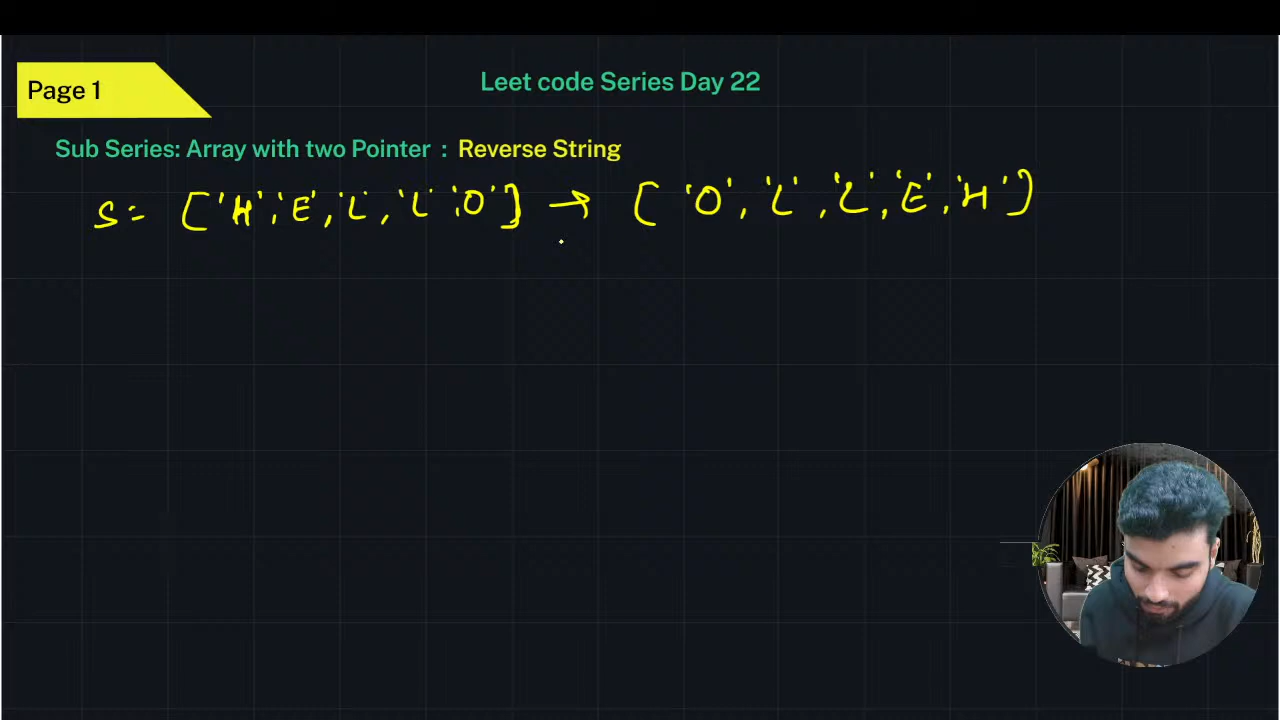 Leet code Series Day 22
Page 1
Sub Series: Array with two Pointer : Reverse String
S= ['H','E','L','L','O'] → ['O','L','L','E','H']